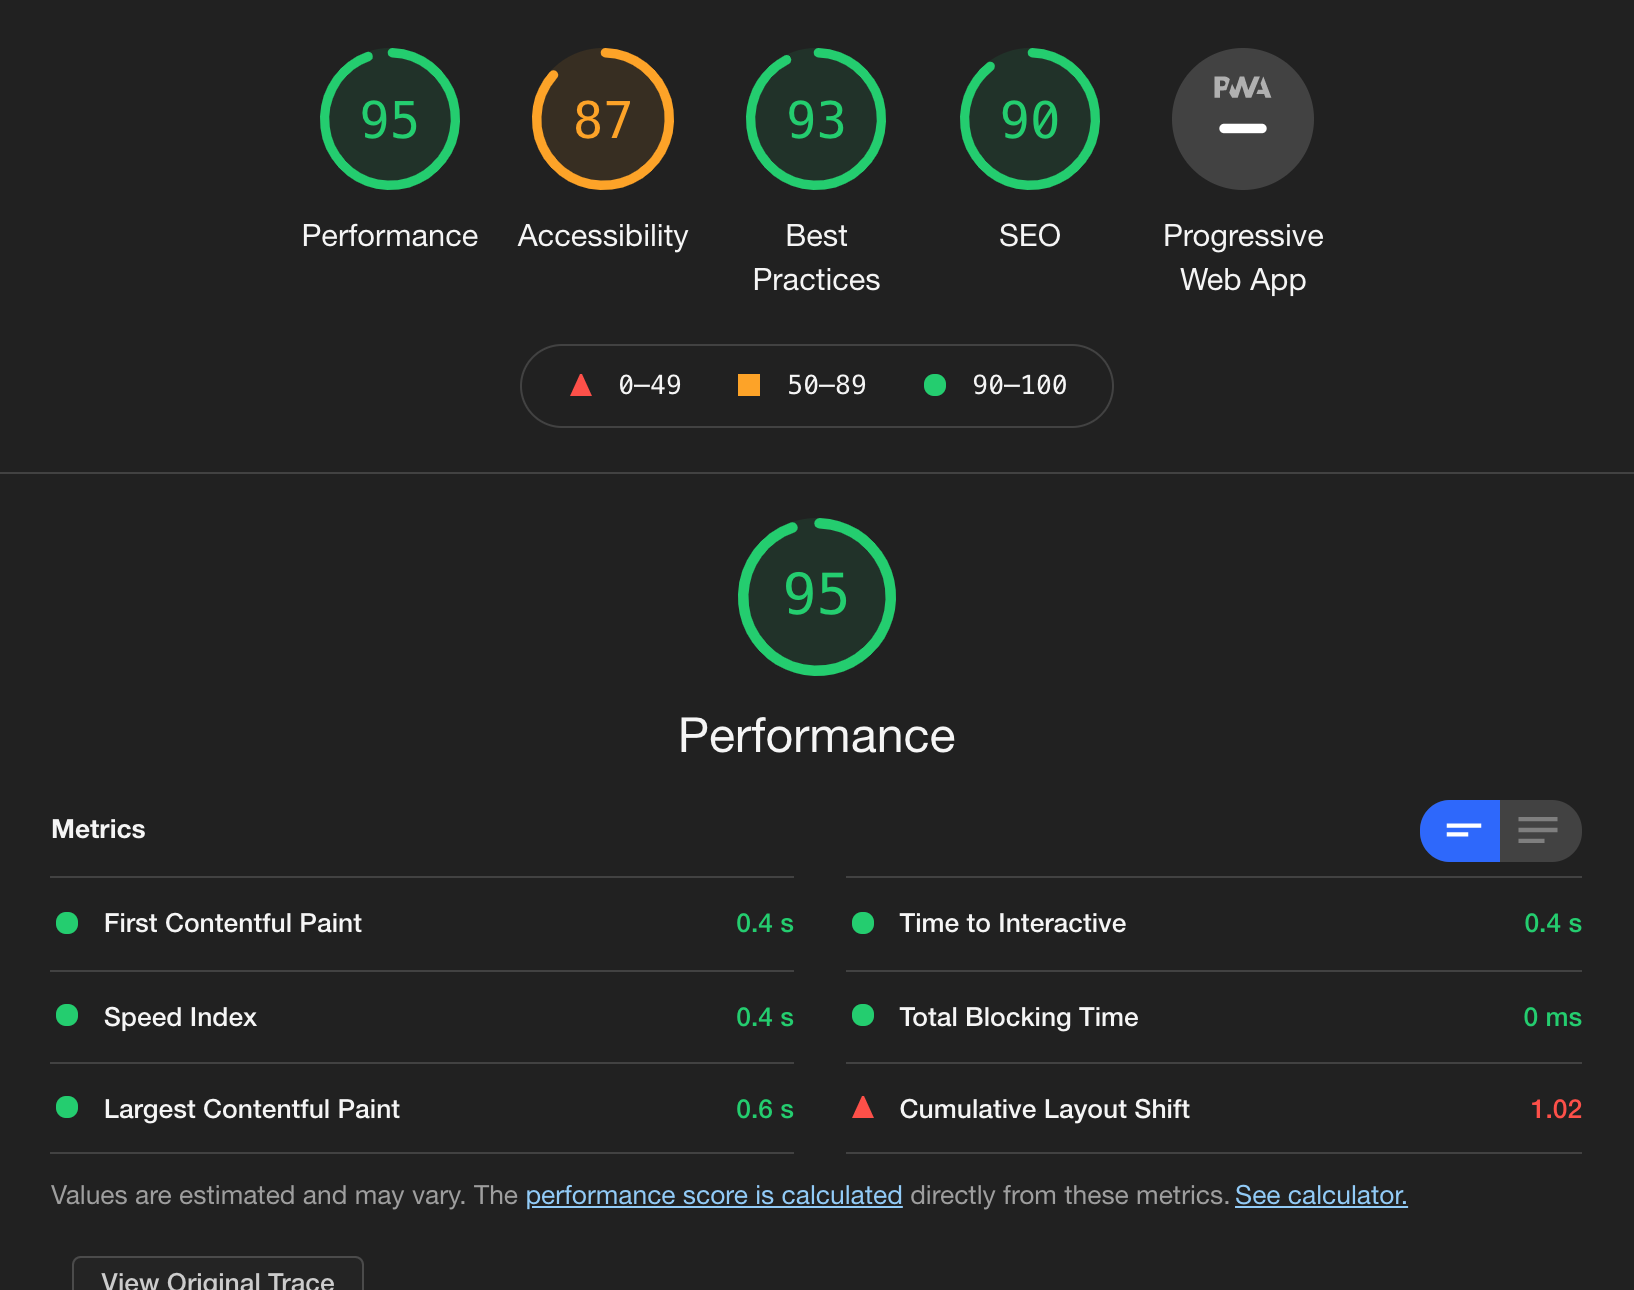 95
87
93
90
PWA
Performance
Accessibility
Best
Practices
SEO
Progressive
Web App
0–49
50–89
90–100
95
Performance
Metrics
First Contentful Paint 0.4 s
Time to Interactive 0.4 s
Speed Index 0.4 s
Total Blocking Time 0 ms
Largest Contentful Paint 0.6 s
Cumulative Layout Shift 1.02
Values are estimated and may vary. The performance score is calculated directly from these metrics. See calculator.
View Original Trace